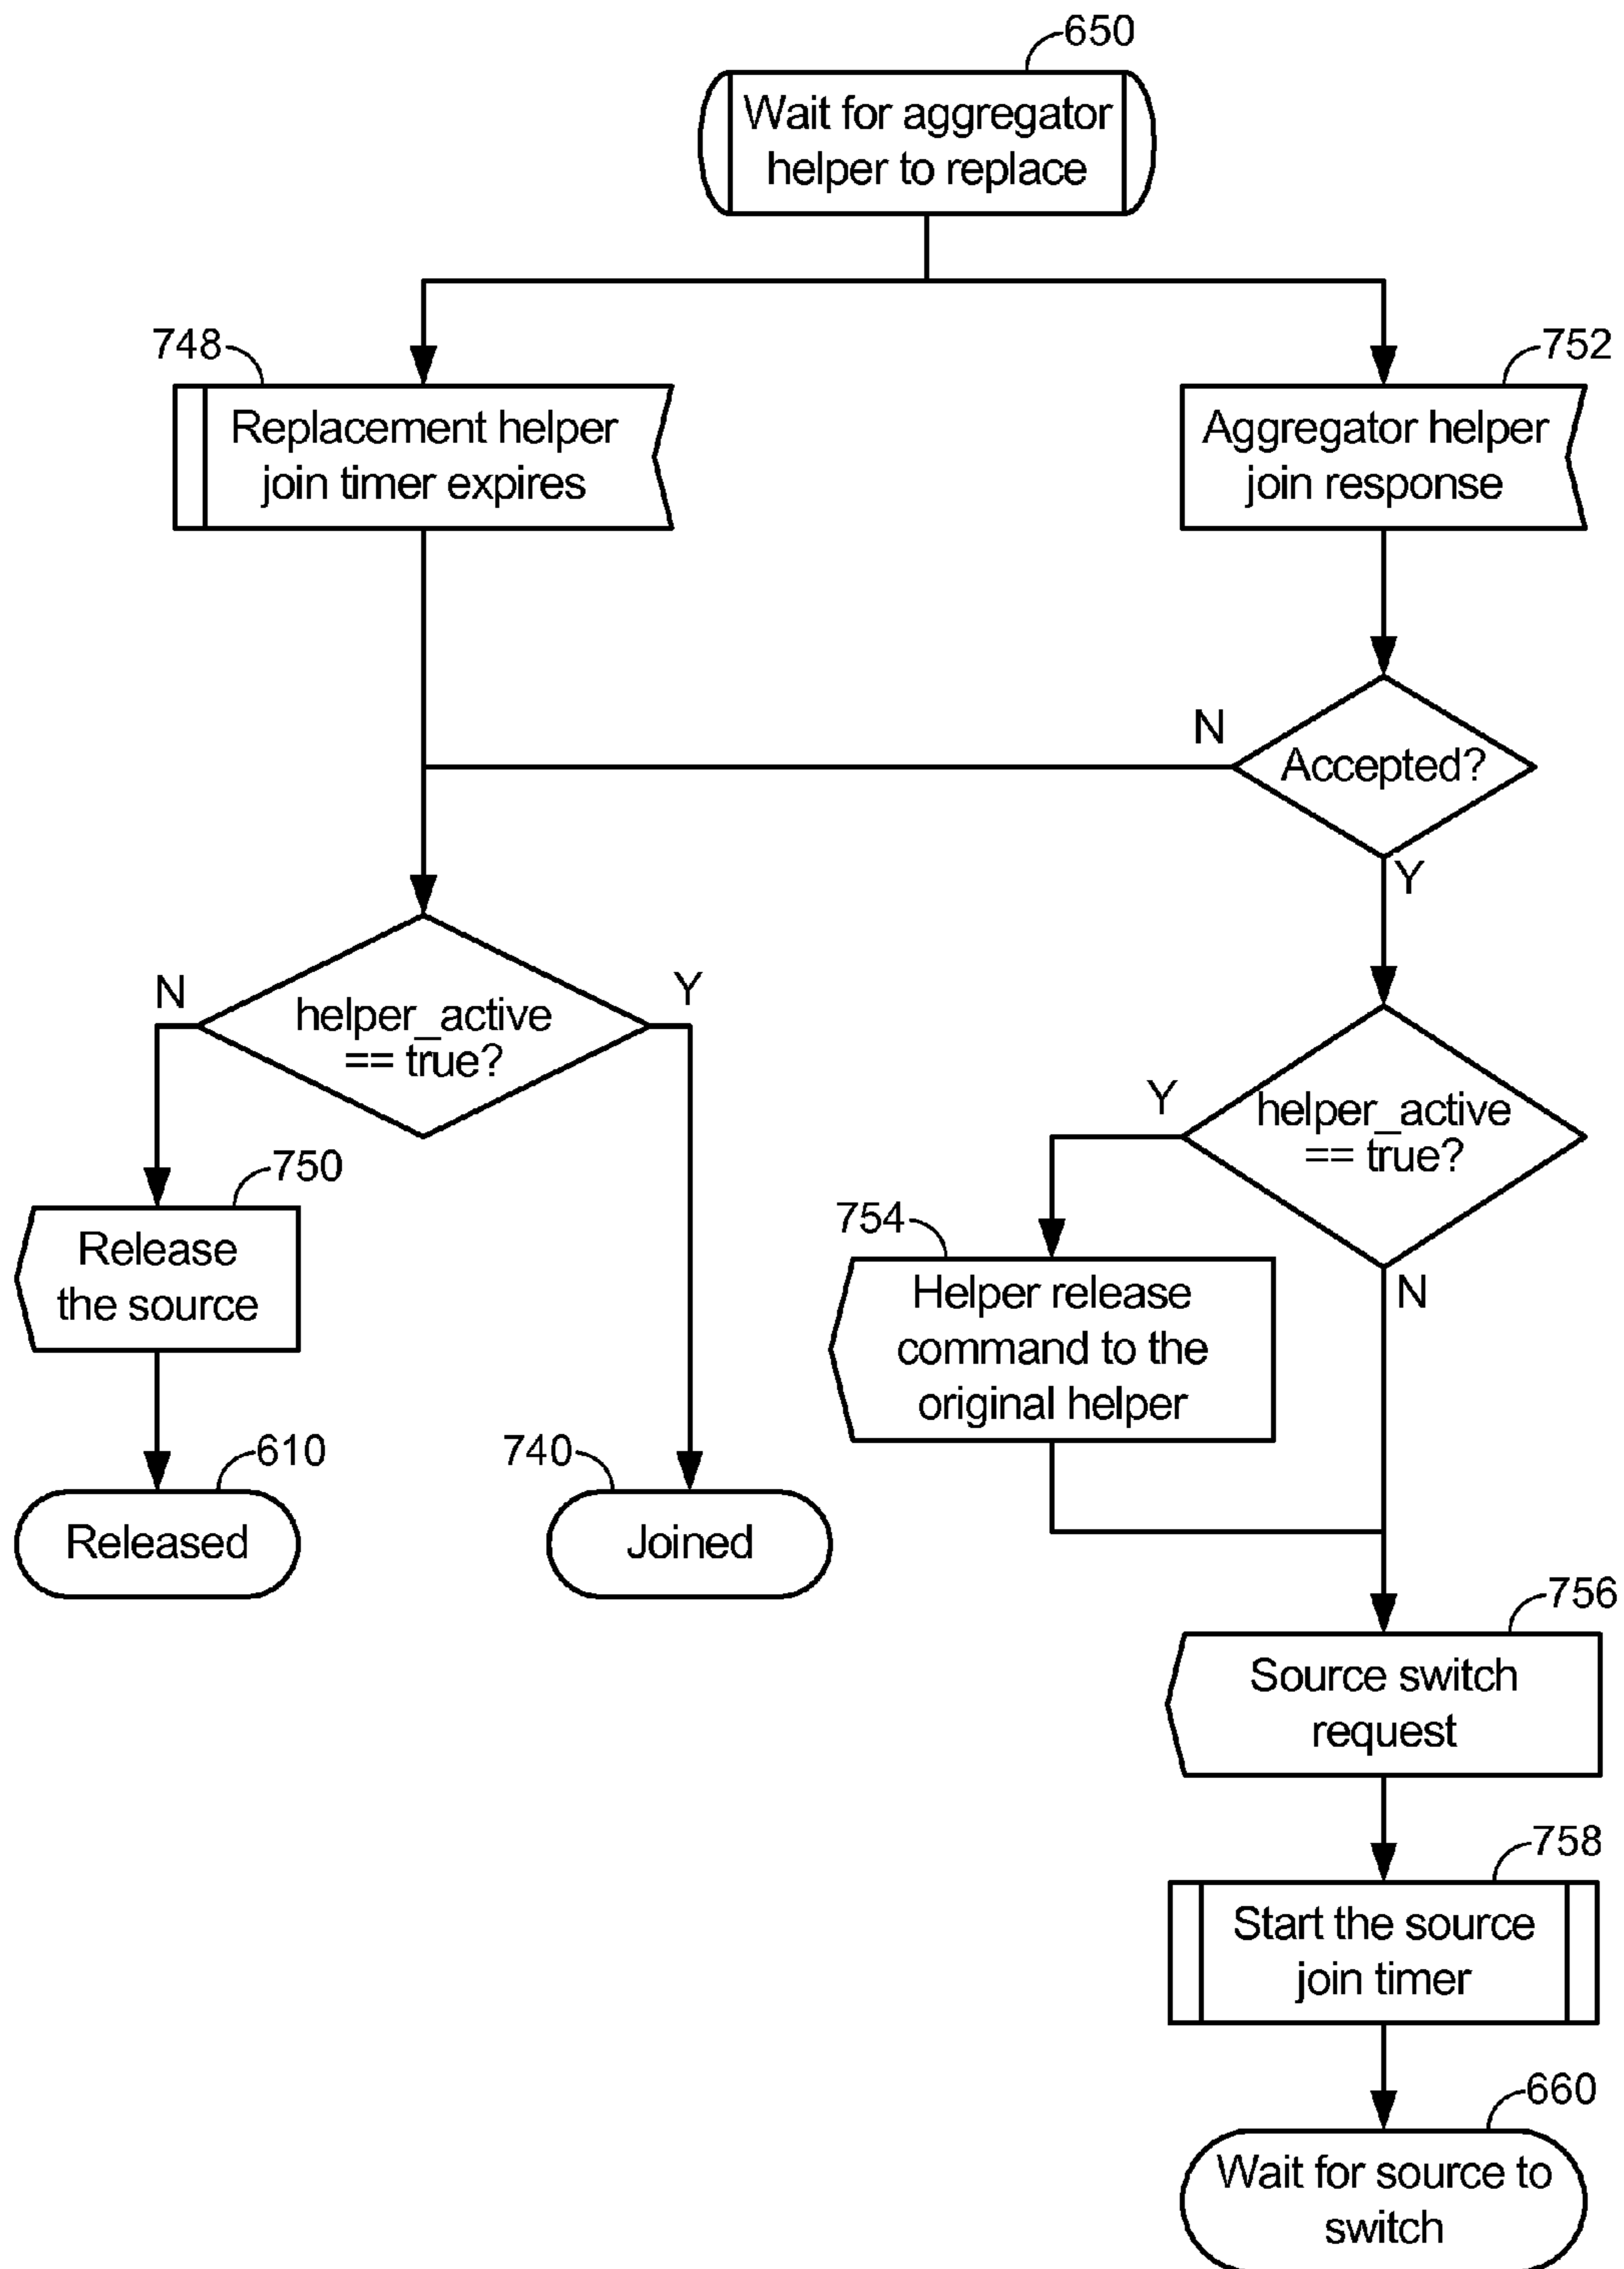 650
Wait for aggregator
helper to replace
748
Replacement helper
join timer expires
752
Aggregator helper
join response
N
Accepted?
Y
N
helper_active
== true?
Y
Y
helper_active
== true?
N
750
Release
the source
754
Helper release
command to the
original helper
610
Released
740
Joined
756
Source switch
request
758
Start the source
join timer
660
Wait for source to
switch